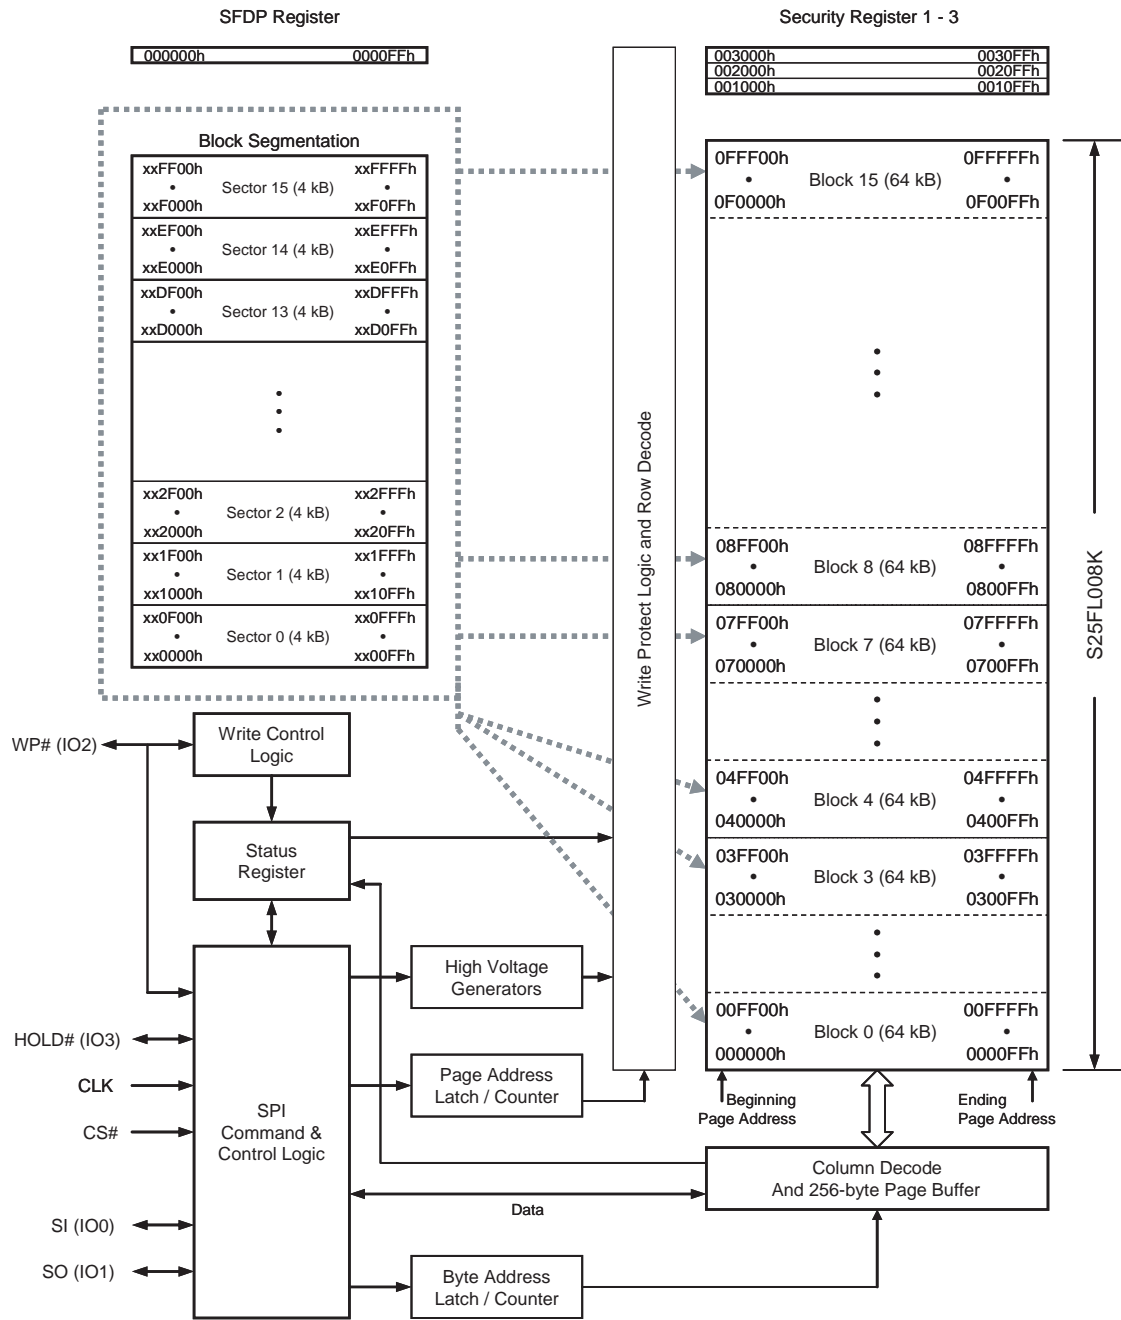 SFDP Register
000000h 0000FFh
Security Register 1 - 3
003000h 0030FFh
002000h 0020FFh
001000h 0010FFh
Block Segmentation
xxFF00h xxFFFFh
• Sector 15 (4 kB) •
xxF000h xxF0FFh
xxEF00h xxEFFFh
• Sector 14 (4 kB) •
xxE000h xxE0FFh
xxDF00h xxDFFFh
• Sector 13 (4 kB) •
xxD000h xxD0FFh
xx2F00h xx2FFFh
• Sector 2 (4 kB) •
xx2000h xx20FFh
xx1F00h xx1FFFh
• Sector 1 (4 kB) •
xx1000h xx10FFh
xx0F00h xx0FFFh
• Sector 0 (4 kB) •
xx0000h xx00FFh
Write Protect Logic and Row Decode
0FFF00h 0FFFFFh
• Block 15 (64 kB) •
0F0000h 0F00FFh
08FF00h 08FFFFh
• Block 8 (64 kB) •
080000h 0800FFh
07FF00h 07FFFFh
• Block 7 (64 kB) •
070000h 0700FFh
04FF00h 04FFFFh
• Block 4 (64 kB) •
040000h 0400FFh
03FF00h 03FFFFh
• Block 3 (64 kB) •
030000h 0300FFh
00FF00h 00FFFFh
• Block 0 (64 kB) •
000000h 0000FFh
S25FL008K
Beginning
Page Address
Ending
Page Address
WP# (IO2)
Write Control
Logic
Status
Register
HOLD# (IO3)
CLK
CS#
SI (IO0)
SO (IO1)
SPI
Command &
Control Logic
High Voltage
Generators
Page Address
Latch / Counter
Column Decode
And 256-byte Page Buffer
Data
Byte Address
Latch / Counter